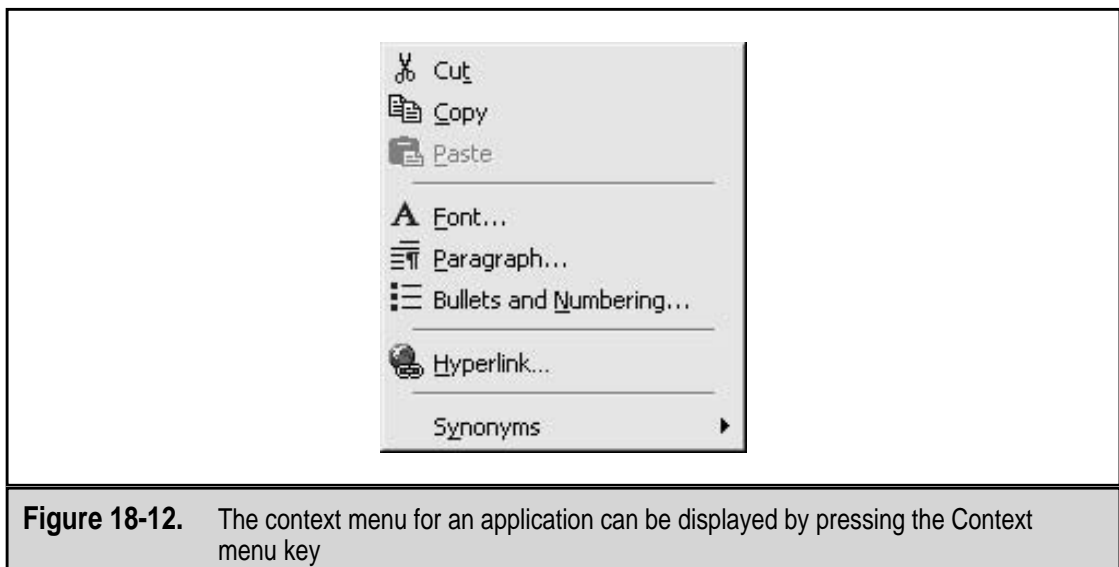 Cut
Copy
Paste
Font...
Paragraph...
Bullets and Numbering...
Hyperlink...
Synonyms
Figure 18-12. The context menu for an application can be displayed by pressing the Context
menu key